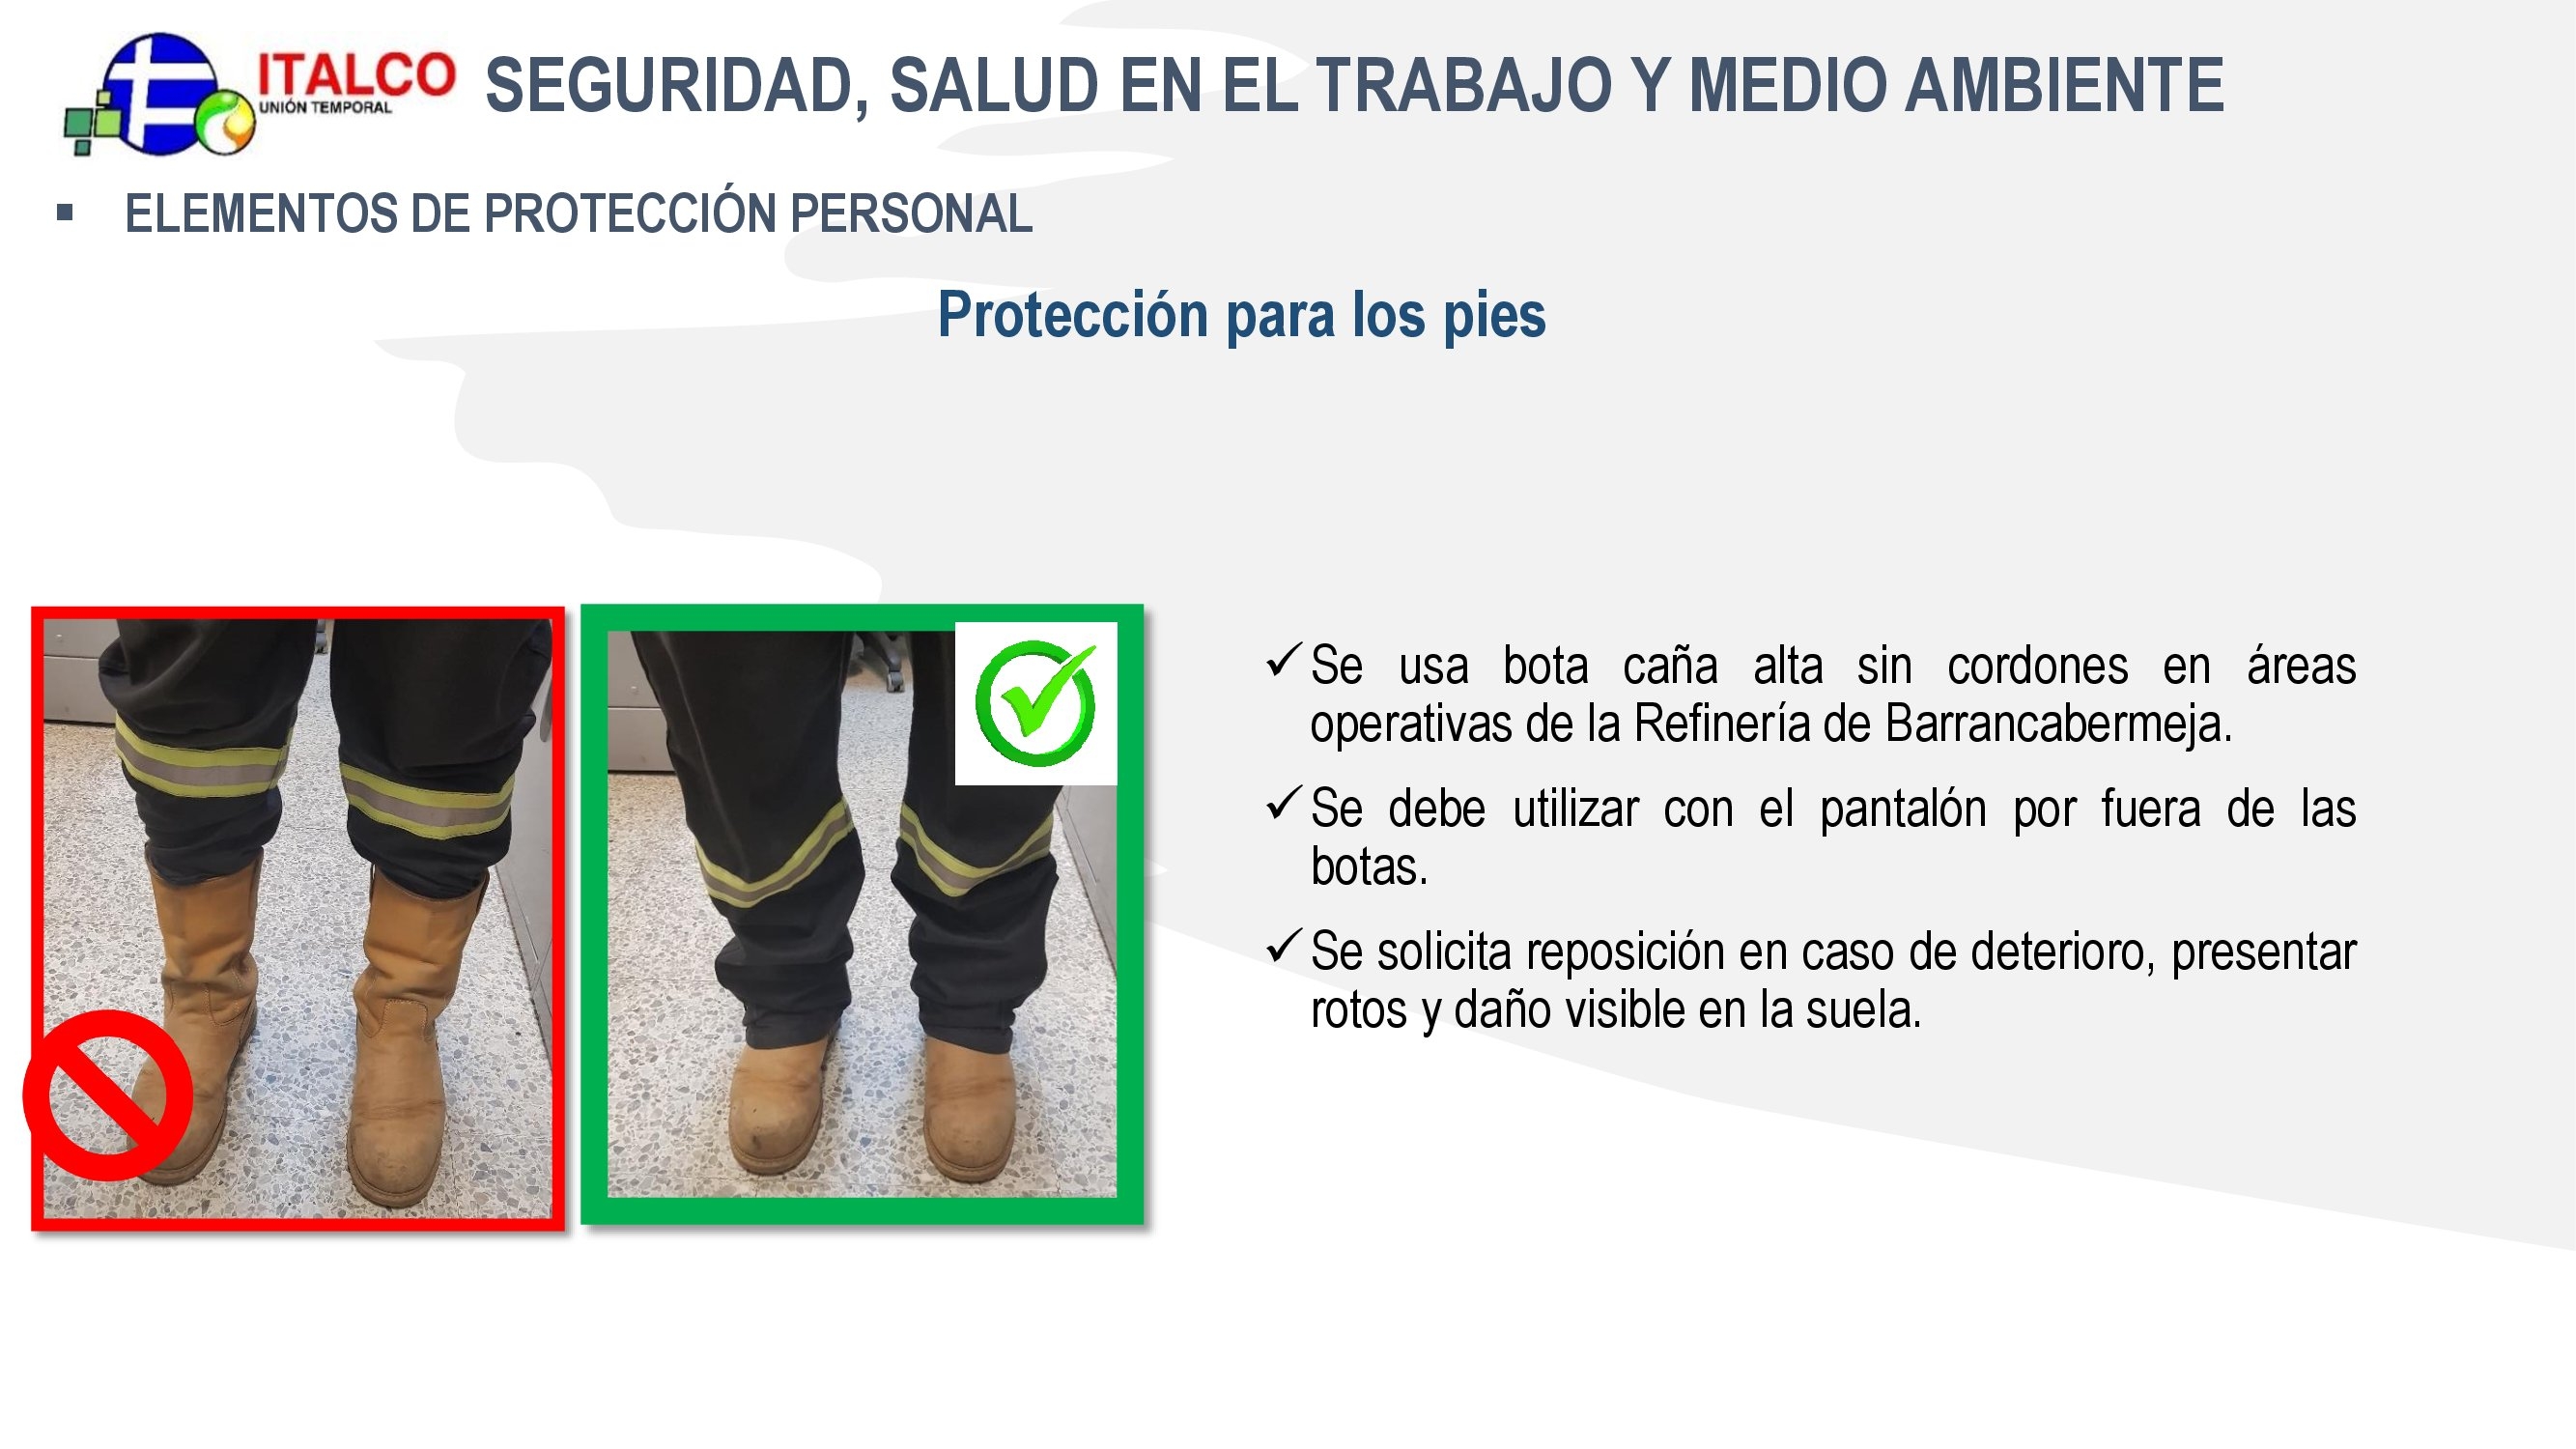 ITALCO
UNIÓN TEMPORAL
SEGURIDAD, SALUD EN EL TRABAJO Y MEDIO AMBIENTE
▪ ELEMENTOS DE PROTECCIÓN PERSONAL
Protección para los pies
✓ Se usa bota caña alta sin cordones en áreas
operativas de la Refinería de Barrancabermeja.
✓ Se debe utilizar con el pantalón por fuera de las
botas.
✓ Se solicita reposición en caso de deterioro, presentar
rotos y daño visible en la suela.